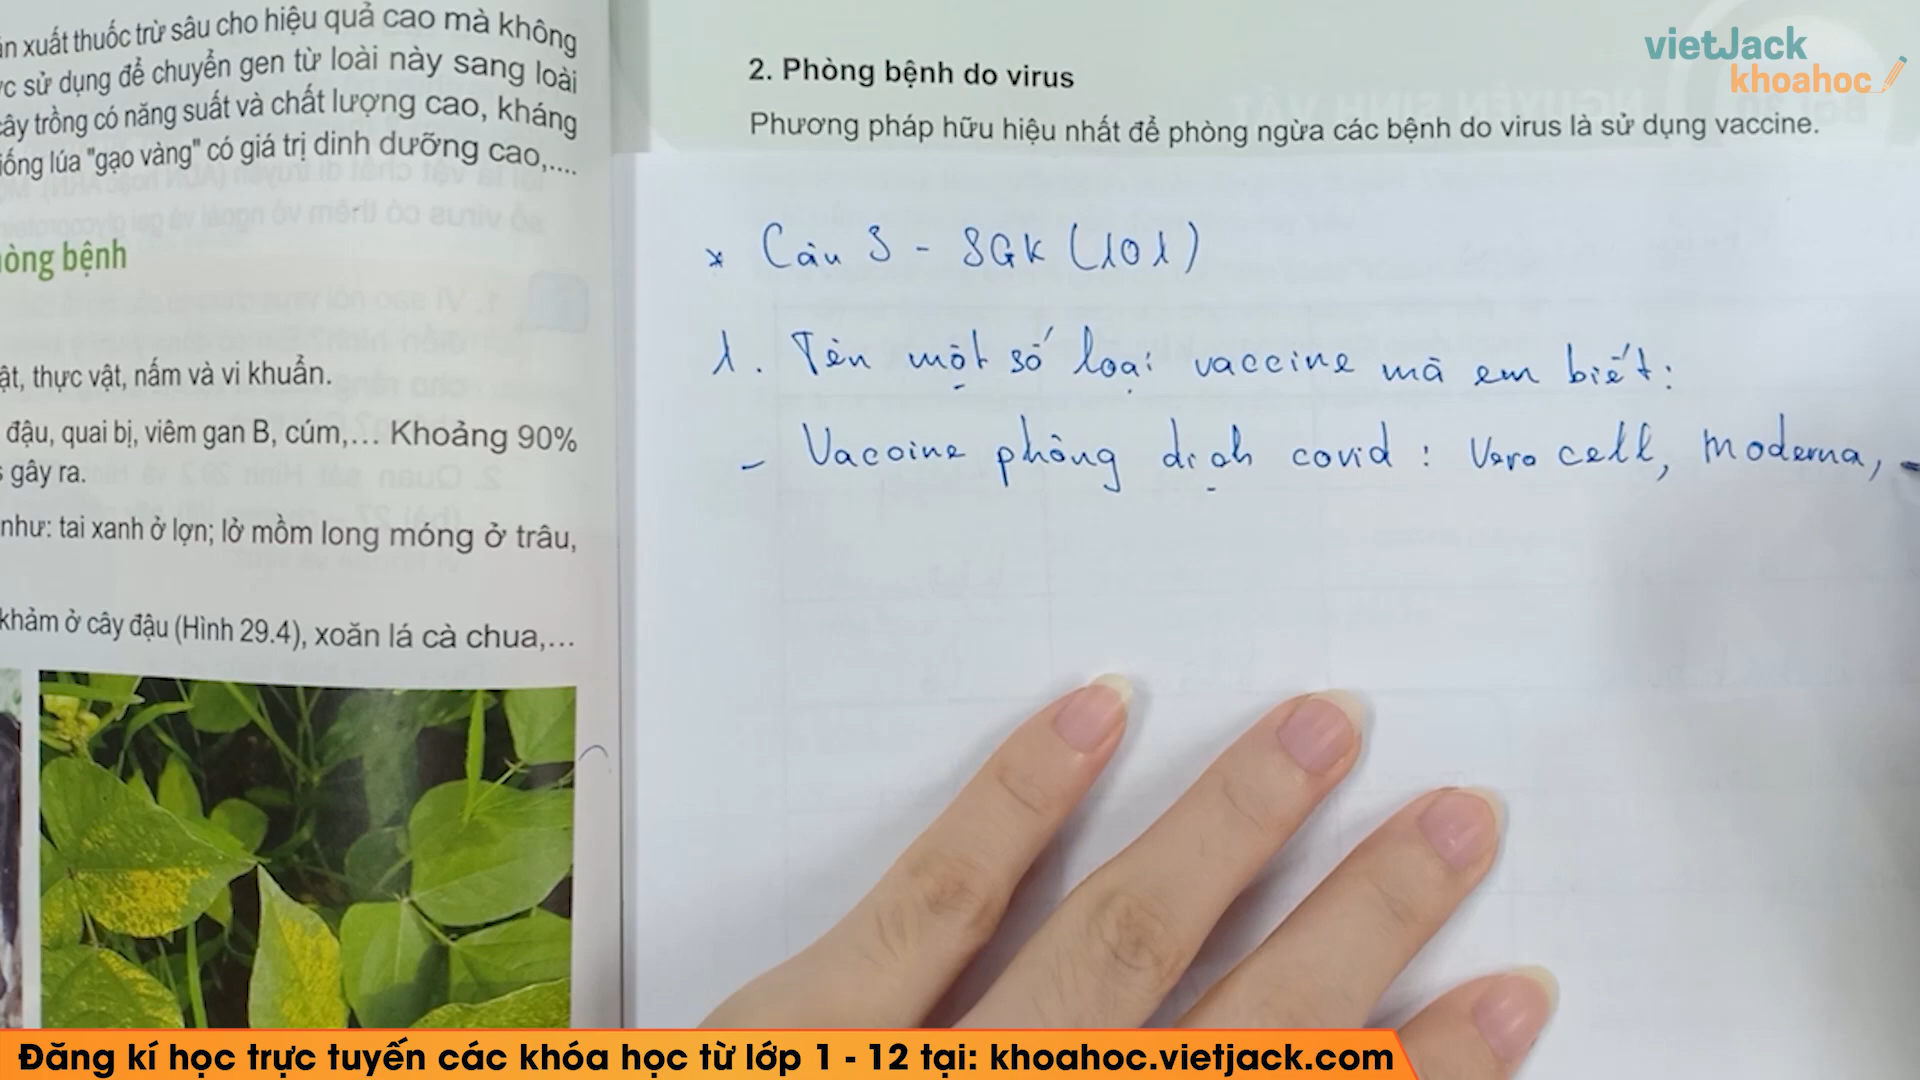 ản xuất thuốc trừ sâu cho hiệu quả cao mà không
ợc sử dụng để chuyển gen từ loài này sang loài
cây trồng có năng suất và chất lượng cao, kháng
iống lúa "gạo vàng" có giá trị dinh dưỡng cao,....
òng bệnh
ật, thực vật, nấm và vi khuẩn.
đậu, quai bị, viêm gan B, cúm,... Khoảng 90%
s gây ra.
như: tai xanh ở lợn; lở mồm long móng ở trâu,
khảm ở cây đậu (Hình 29.4), xoăn lá cà chua,...
vietJack
khoahoc
2. Phòng bệnh do virus
Phương pháp hữu hiệu nhất để phòng ngừa các bệnh do virus là sử dụng vaccine.
* Câu 3 - SGK (101)
1. Tên một số loại vaccine mà em biết:
- Vaccine phòng dịch covid : Vero cell, moderna,
Đăng kí học trực tuyến các khóa học từ lớp 1 - 12 tại: khoahoc.vietjack.com